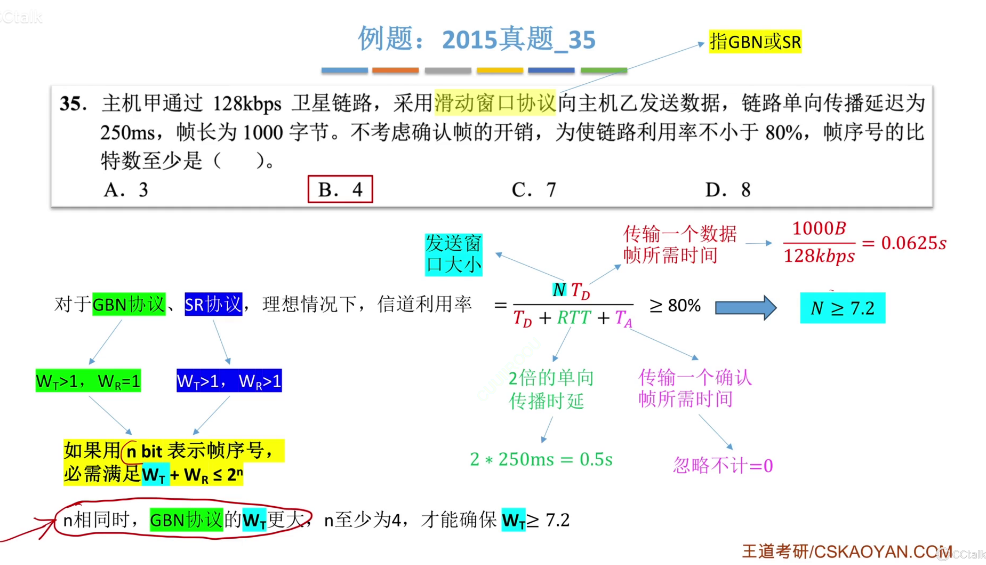 例题：2015真题_35
指GBN或SR
35. 主机甲通过 128kbps 卫星链路，采用滑动窗口协议向主机乙发送数据，链路单向传播延迟为
250ms，帧长为 1000 字节。不考虑确认帧的开销，为使链路利用率不小于 80%，帧序号的比
特数至少是（ ）。
A. 3 B. 4 C. 7 D. 8
发送窗
口大小
传输一个数据
帧所需时间
1000B
128kbps
= 0.0625s
对于GBN协议、SR协议，理想情况下，信道利用率
= N T_D / (T_D + RTT + T_A) ≥ 80%
N ≥ 7.2
W_T>1，W_R=1
W_T>1，W_R>1
2倍的单向
传播时延
传输一个确认
帧所需时间
如果用 n bit 表示帧序号，
必需满足W_T + W_R ≤ 2ⁿ
2 * 250ms = 0.5s
忽略不计=0
n相同时，GBN协议的W_T更大，n至少为4，才能确保 W_T≥ 7.2
王道考研/CSKAOYAN.COM
CCtalk